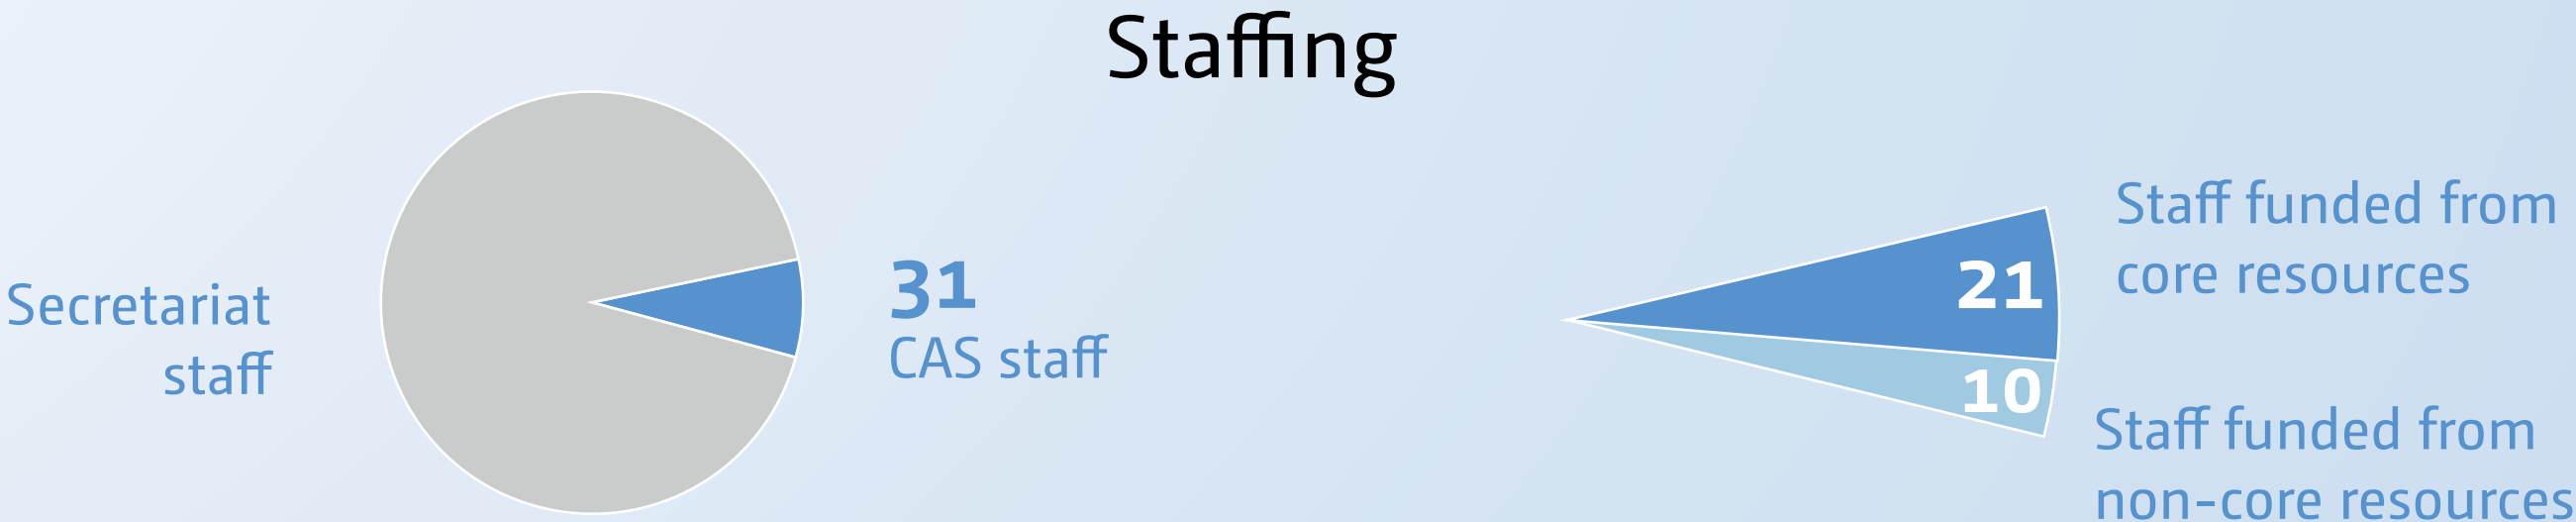 Staffing
Secretariat
staff
31
CAS staff
21
10
Staff funded from
core resources
Staff funded from
non-core resources